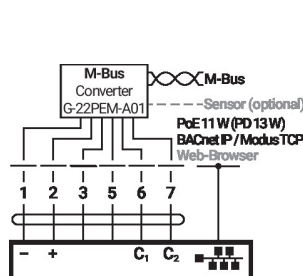 M-Bus
Converter
G-22PEM-A01
M-Bus
Sensor (optional)
PoE 11 W (PD 13 W)
BACnet IP / Modus TCP
Web-Browser
1 2 3 5 6 7
– + C₁ C₂